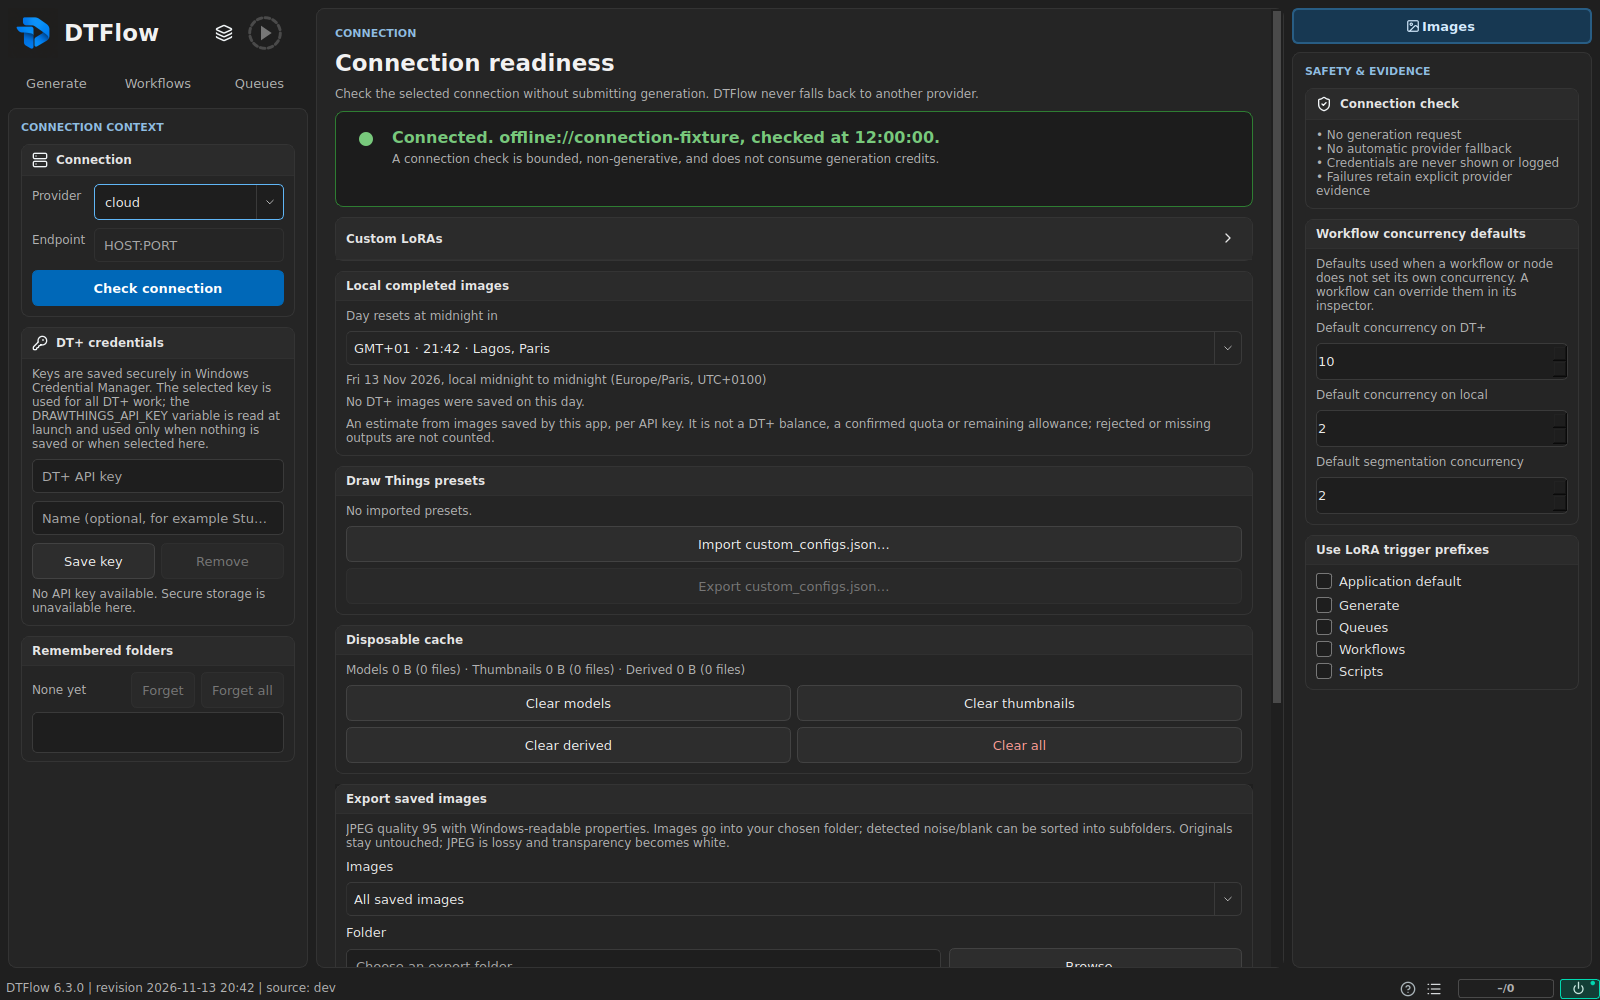 DTFlow
Generate
Workflows
Queues
CONNECTION CONTEXT
Connection
Provider
cloud
Endpoint
HOST:PORT
Check connection
DT+ credentials
Keys are saved securely in Windows
Credential Manager. The selected key is
used for all DT+ work; the
DRAWTHINGS_API_KEY variable is read at
launch and used only when nothing is
saved or when selected here.
DT+ API key
Name (optional, for example Stu...
Save key
Remove
No API key available. Secure storage is
unavailable here.
Remembered folders
None yet
Forget
Forget all
CONNECTION
Connection readiness
Check the selected connection without submitting generation. DTFlow never falls back to another provider.
Connected. offline://connection-fixture, checked at 12:00:00.
A connection check is bounded, non-generative, and does not consume generation credits.
Custom LoRAs
Local completed images
Day resets at midnight in
GMT+01 · 21:42 · Lagos, Paris
Fri 13 Nov 2026, local midnight to midnight (Europe/Paris, UTC+0100)
No DT+ images were saved on this day.
An estimate from images saved by this app, per API key. It is not a DT+ balance, a confirmed quota or remaining allowance; rejected or missing
outputs are not counted.
Draw Things presets
No imported presets.
Import custom_configs.json...
Export custom_configs.json...
Disposable cache
Models 0 B (0 files) · Thumbnails 0 B (0 files) · Derived 0 B (0 files)
Clear models
Clear thumbnails
Clear derived
Clear all
Export saved images
JPEG quality 95 with Windows-readable properties. Images go into your chosen folder; detected noise/blank can be sorted into subfolders. Originals
stay untouched; JPEG is lossy and transparency becomes white.
Images
All saved images
Folder
Choose an export folder
Browse
Images
SAFETY & EVIDENCE
Connection check
• No generation request
• No automatic provider fallback
• Credentials are never shown or logged
• Failures retain explicit provider
evidence
Workflow concurrency defaults
Defaults used when a workflow or node
does not set its own concurrency. A
workflow can override them in its
inspector.
Default concurrency on DT+
10
Default concurrency on local
2
Default segmentation concurrency
2
Use LoRA trigger prefixes
Application default
Generate
Queues
Workflows
Scripts
DTFlow 6.3.0 | revision 2026-11-13 20:42 | source: dev
–/0